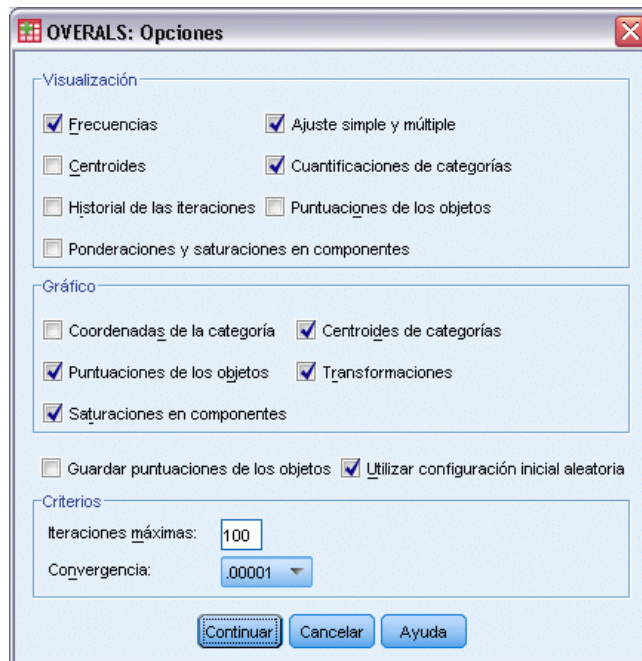 OVERALS: Opciones
Visualización
Frecuencias
Ajuste simple y múltiple
Centroides
Cuantificaciones de categorías
Historial de las iteraciones
Puntuaciones de los objetos
Ponderaciones y saturaciones en componentes
Gráfico
Coordenadas de la categoría
Centroides de categorías
Puntuaciones de los objetos
Transformaciones
Saturaciones en componentes
Guardar puntuaciones de los objetos
Utilizar configuración inicial aleatoria
Criterios
Iteraciones máximas: 100
Convergencia: .00001
Continuar
Cancelar
Ayuda